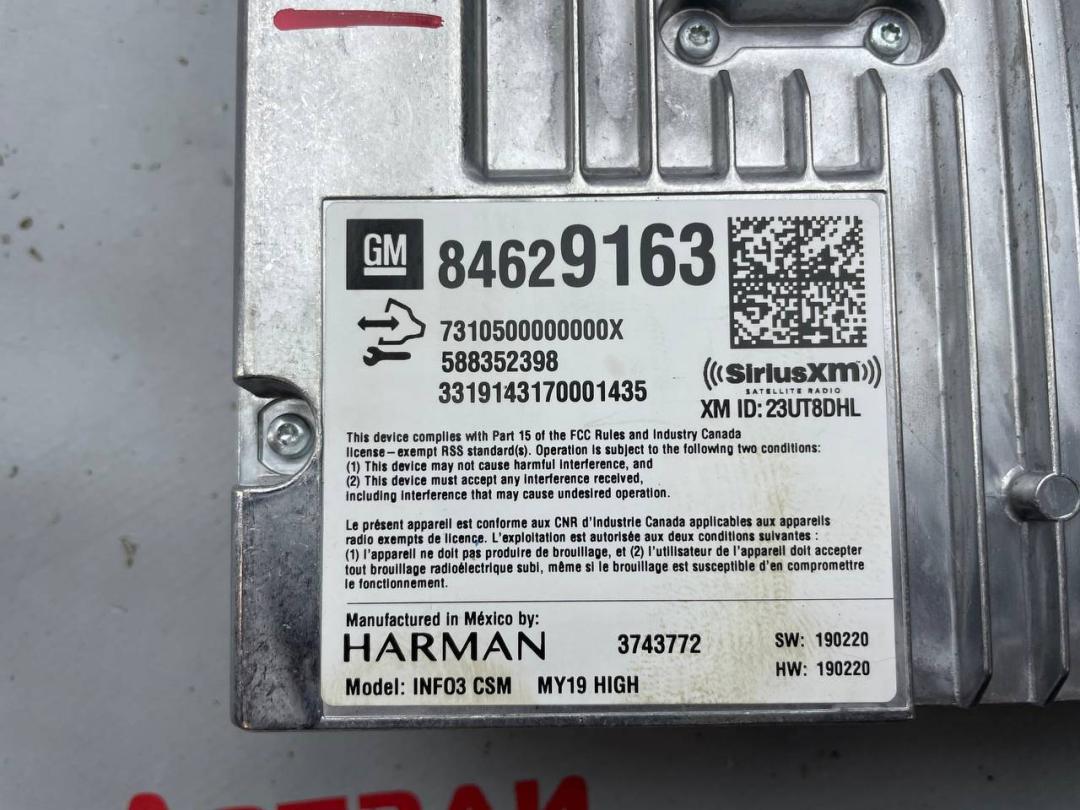 GM 84629163
7310500000000X
588352398
3319143170001435
((SiriusXM))
SATELLITE RADIO
XM ID: 23UT8DHL
This device complies with Part 15 of the FCC Rules and Industry Canada
license-exempt RSS standard(s). Operation is subject to the following two conditions:
(1) This device may not cause harmful interference, and
(2) This device must accept any interference received,
including interference that may cause undesired operation.
Le présent appareil est conforme aux CNR d'Industrie Canada applicables aux appareils
radio exempts de licence. L'exploitation est autorisée aux deux conditions suivantes :
(1) l'appareil ne doit pas produire de brouillage, et (2) l'utilisateur de l'appareil doit accepter
tout brouillage radioélectrique subi, même si le brouillage est susceptible d'en compromettre
le fonctionnement.
Manufactured in México by:
HARMAN 3743772 SW: 190220
HW: 190220
Model: INFO3 CSM MY19 HIGH